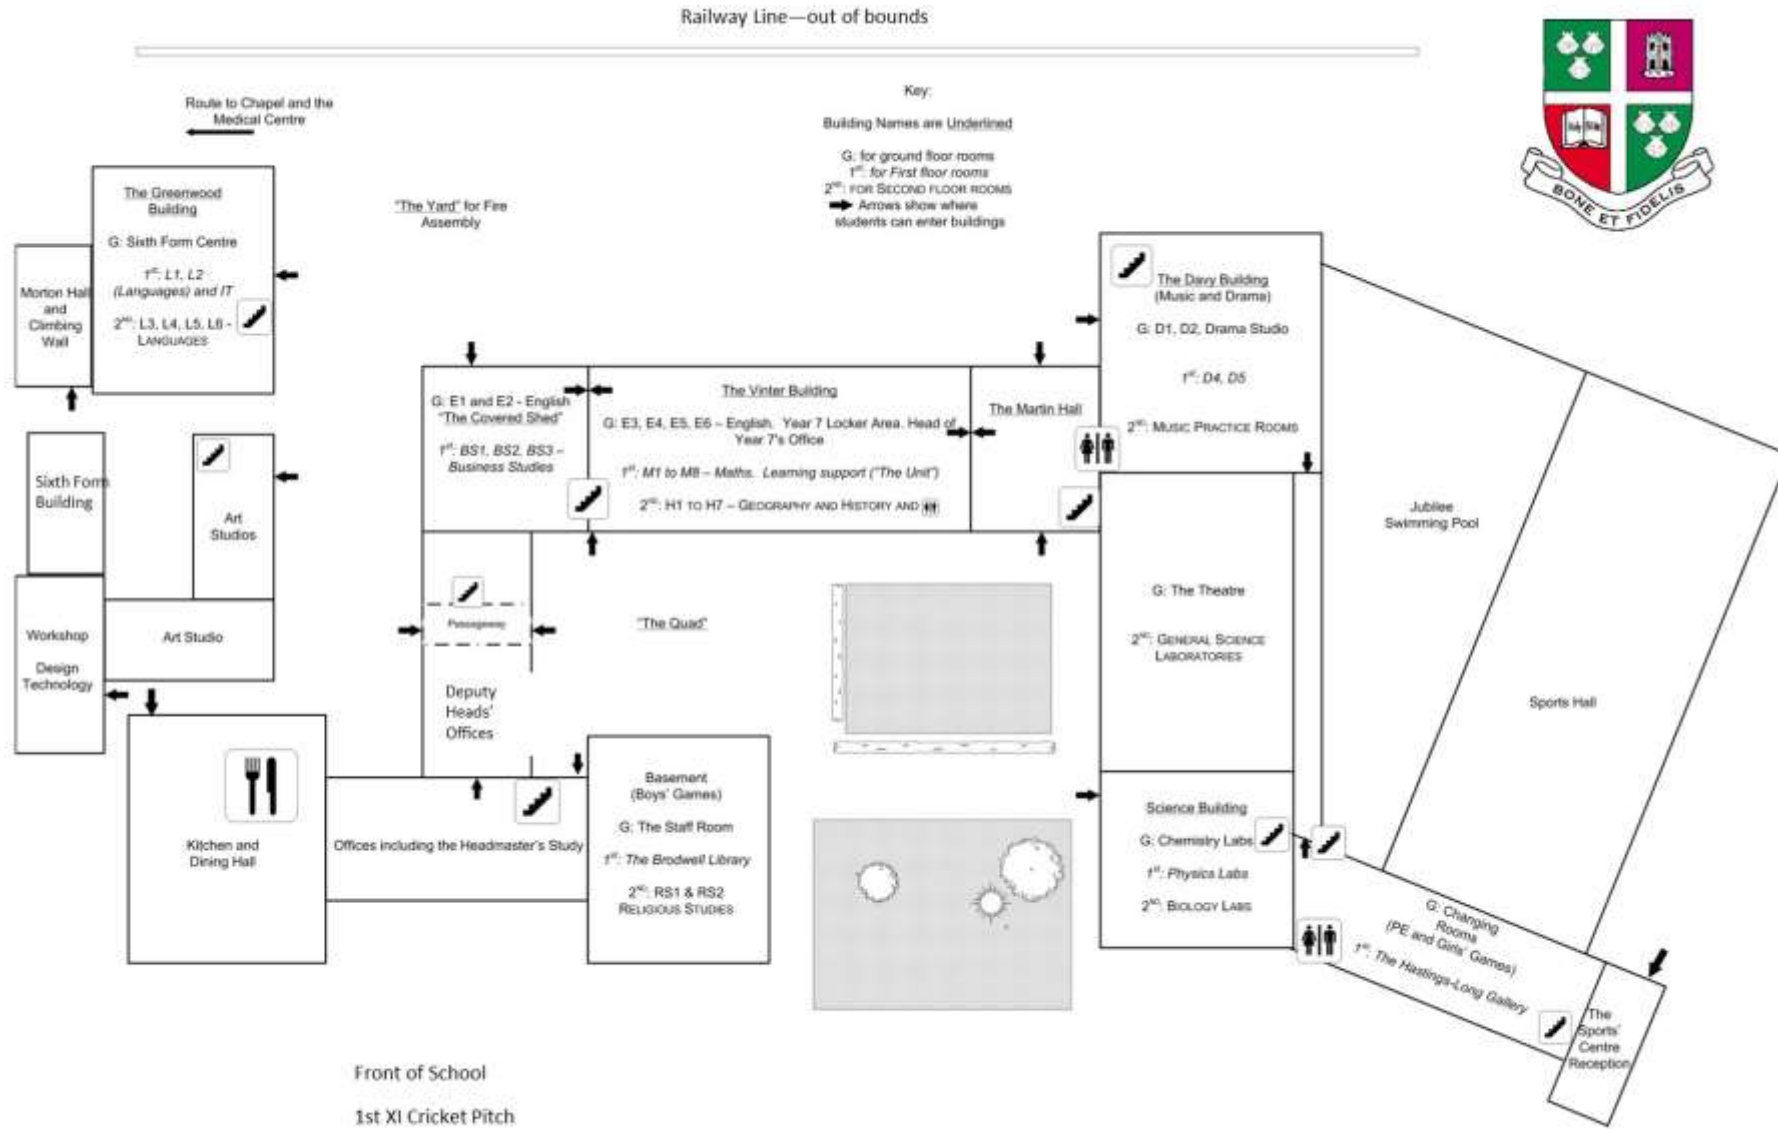 Railway Line—out of bounds
Route to Chapel and the
Medical Centre
Key:
Building Names are Underlined
G: for ground floor rooms
1ST: for First floor rooms
2ND: FOR SECOND FLOOR ROOMS
Arrows show where
students can enter buildings
BONE ET FIDELIS
"The Yard" for Fire
Assembly
The Greenwood
Building
G: Sixth Form Centre
1st: L1, L2
(Languages) and IT
2ND: L3, L4, L5, L6 -
LANGUAGES
Morton Hall
and
Climbing
Wall
The Davy Building
(Music and Drama)
G: D1, D2, Drama Studio
1st: D4, D5
2ND: MUSIC PRACTICE ROOMS
G: E1 and E2 - English
"The Covered Shed"
1st: BS1, BS2, BS3 –
Business Studies
The Vinter Building
G: E3, E4, E5, E6 – English. Year 7 Locker Area. Head of
Year 7's Office
1st: M1 to M8 – Maths. Learning support ("The Unit")
2ND: H1 TO H7 – GEOGRAPHY AND HISTORY AND
The Martin Hall
Sixth Form
Building
Art
Studios
Jubilee
Swimming Pool
Workshop
Design
Technology
Art Studio
Passageway
"The Quad"
G: The Theatre
2ND: GENERAL SCIENCE
LABORATORIES
Sports Hall
Deputy
Heads'
Offices
Kitchen and
Dining Hall
Offices including the Headmaster's Study
Basement
(Boys' Games)
G: The Staff Room
1st: The Brodwell Library
2ND: RS1 & RS2
RELIGIOUS STUDIES
Science Building
G: Chemistry Labs
1st: Physics Labs
2ND: BIOLOGY LABS
G: Changing
Rooms
(PE and Girls' Games)
1st: The Hastings-Long Gallery
The
Sports'
Centre
Reception
Front of School
1st XI Cricket Pitch